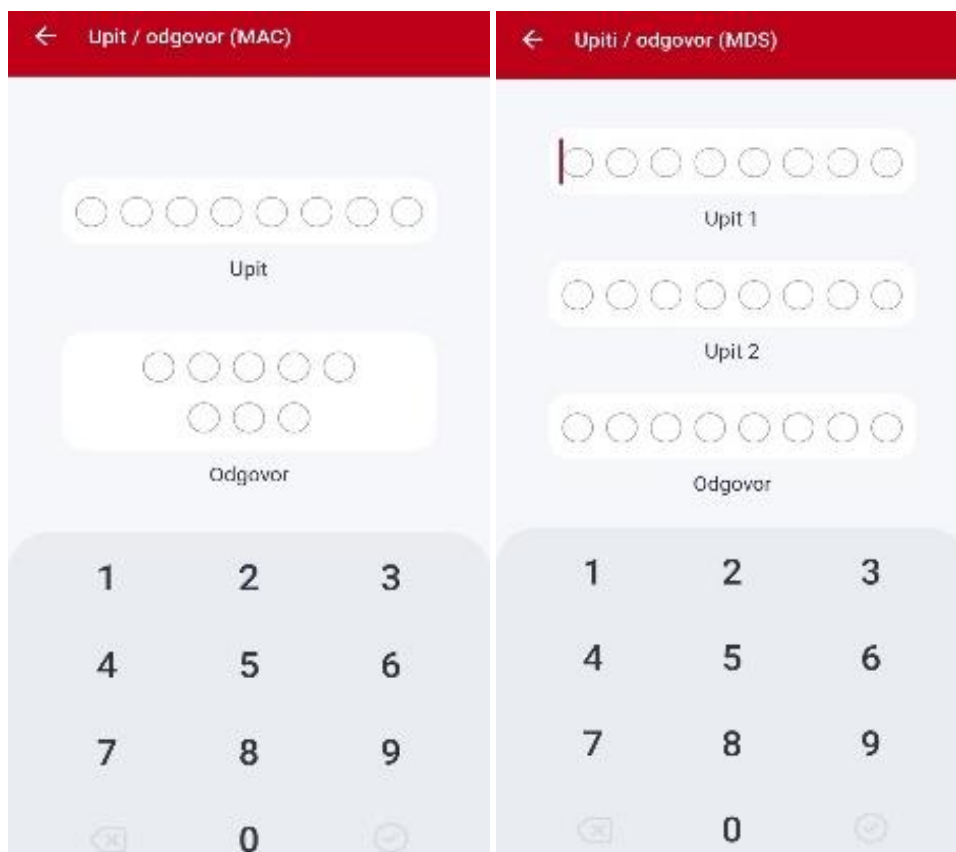 Upit / odgovor (MAC)
Upit
Odgovor
1 2 3
4 5 6
7 8 9
0
Upiti / odgovor (MDS)
Upit 1
Upit 2
Odgovor
1 2 3
4 5 6
7 8 9
0